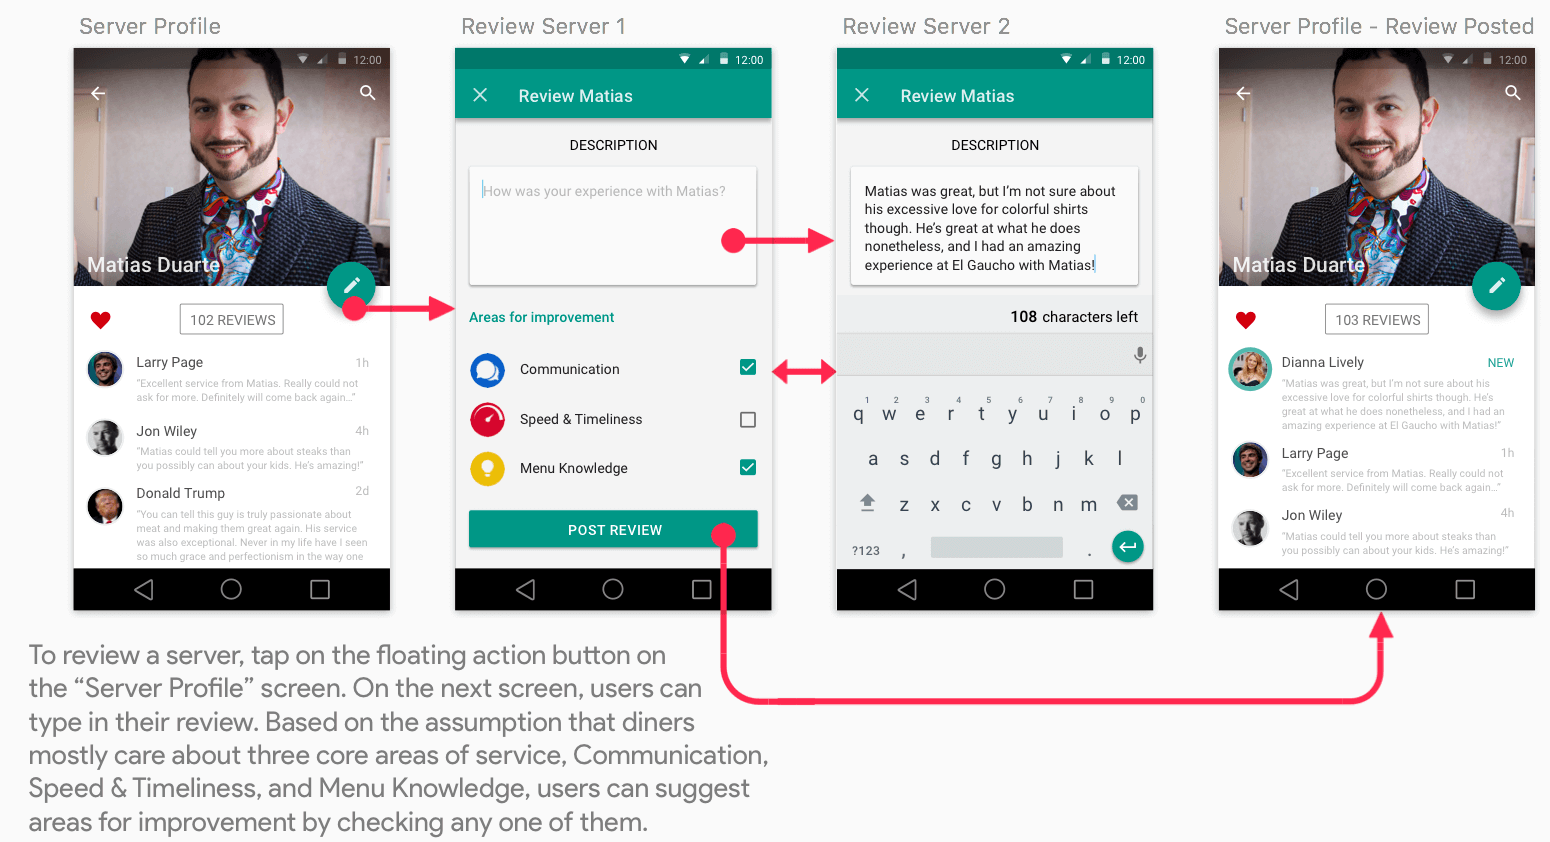 Server Profile
12:00
Matias Duarte
102 REVIEWS
Larry Page
1h
“Excellent service from Matias. Really could not
ask for more. Definitely will come back again...”
Jon Wiley
4h
“Matias could tell you more about steaks than
you possibly can about your kids. He’s amazing!”
Donald Trump
2d
“You can tell this guy is truly passionate about
meat and making them great again. His service
was also exceptional. Never in my life have I seen
so much grace and perfectionism in the way one
Review Server 1
12:00
Review Matias
DESCRIPTION
How was your experience with Matias?
Areas for improvement
Communication
Speed & Timeliness
Menu Knowledge
POST REVIEW
Review Server 2
12:00
Review Matias
DESCRIPTION
Matias was great, but I’m not sure about
his excessive love for colorful shirts
though. He’s great at what he does
nonetheless, and I had an amazing
experience at El Gaucho with Matias!
108 characters left
1 2 3 4 5 6 7 8 9 0
q w e r t y u i o p
a s d f g h j k l
z x c v b n m
?123 , .
Server Profile - Review Posted
12:00
Matias Duarte
103 REVIEWS
Dianna Lively
NEW
“Matias was great, but I’m not sure about his
excessive love for colorful shirts though. He’s
great at what he does nonetheless, and I had an
amazing experience at El Gaucho with Matias!”
Larry Page
1h
“Excellent service from Matias. Really could not
ask for more. Definitely will come back again...”
Jon Wiley
4h
“Matias could tell you more about steaks than
you possibly can about your kids. He’s amazing!”
To review a server, tap on the floating action button on
the “Server Profile” screen. On the next screen, users can
type in their review. Based on the assumption that diners
mostly care about three core areas of service, Communication,
Speed & Timeliness, and Menu Knowledge, users can suggest
areas for improvement by checking any one of them.